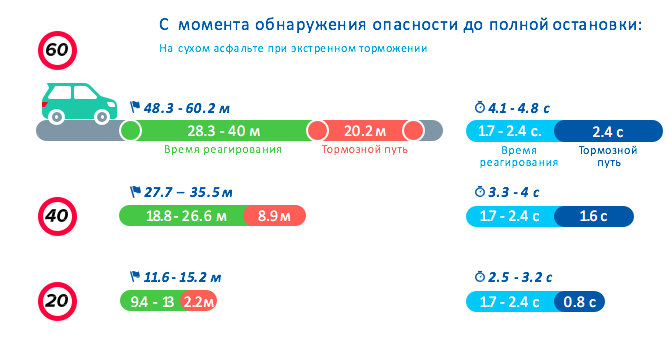 С момента обнаружения опасности до полной остановки:
На сухом асфальте при экстренном торможении
60
48.3 - 60.2 м
4.1 - 4.8 с
28.3 - 40 м
20.2 м
1.7 - 2.4 с.
2.4 с
Время реагирования
Тормозной путь
Время
реагирования
Тормозной
путь
40
27.7 – 35.5 м
3.3 - 4 с
18.8 - 26.6 м
8.9 м
1.7 - 2.4 с
1.6 с
20
11.6 - 15.2 м
2.5 - 3.2 с
9.4 - 13
2.2м
1.7 - 2.4 с
0.8 с